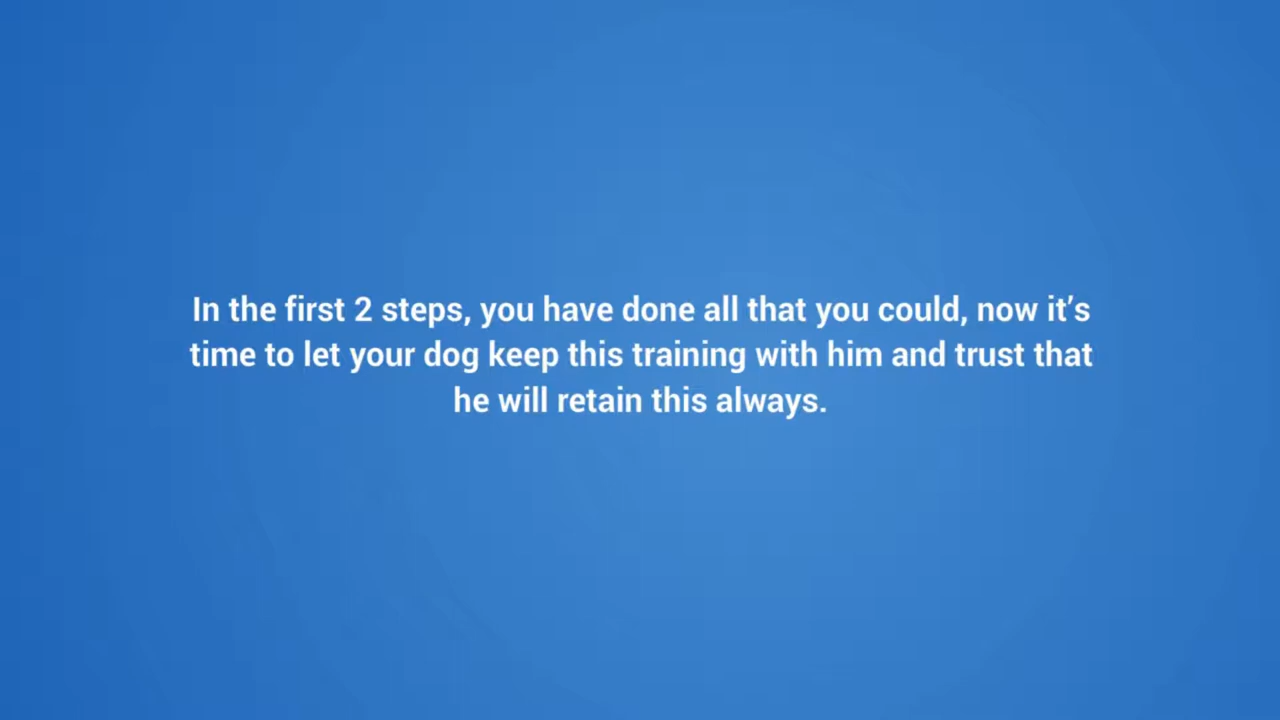 In the first 2 steps, you have done all that you could, now it’s
time to let your dog keep this training with him and trust that
he will retain this always.